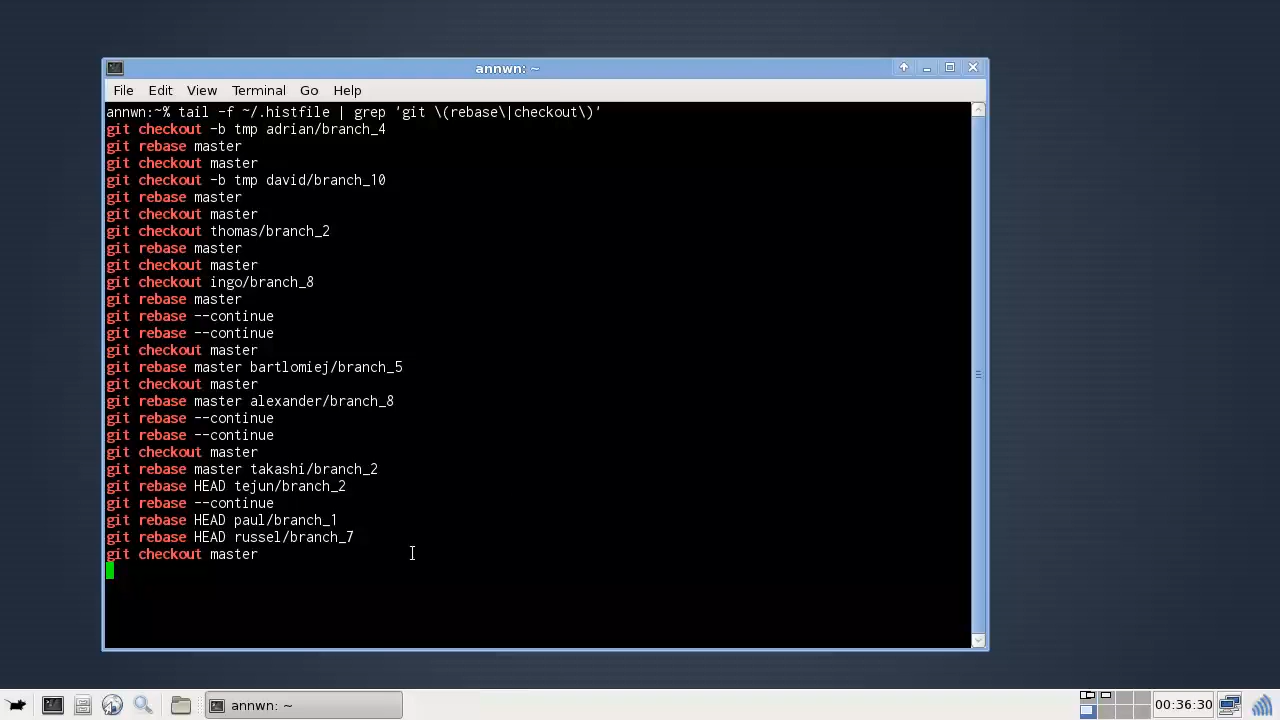 annwn: ~
File Edit View Terminal Go Help
annwn:~% tail -f ~/.histfile | grep 'git \(rebase\|checkout\)'
git checkout -b tmp adrian/branch_4
git rebase master
git checkout master
git checkout -b tmp david/branch_10
git rebase master
git checkout master
git checkout thomas/branch_2
git rebase master
git checkout master
git checkout ingo/branch_8
git rebase master
git rebase --continue
git rebase --continue
git checkout master
git rebase master bartlomiej/branch_5
git checkout master
git rebase master alexander/branch_8
git rebase --continue
git rebase --continue
git checkout master
git rebase master takashi/branch_2
git rebase HEAD tejun/branch_2
git rebase --continue
git rebase HEAD paul/branch_1
git rebase HEAD russel/branch_7
git checkout master
annwn: ~
00:36:30